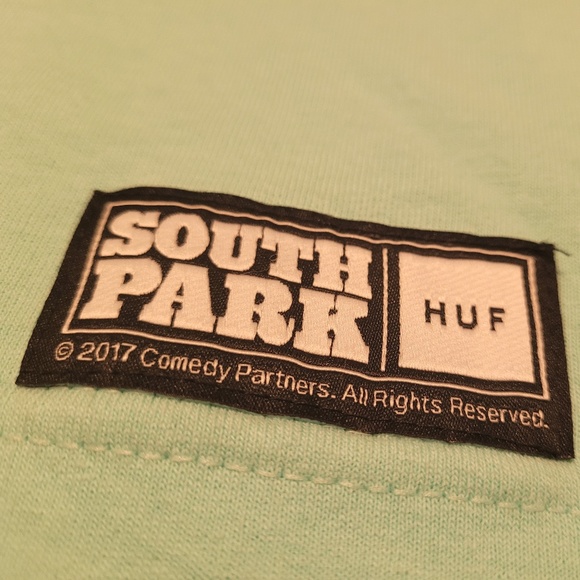 SOUTH
PARK
HUF
© 2017 Comedy Partners. All Rights Reserved.